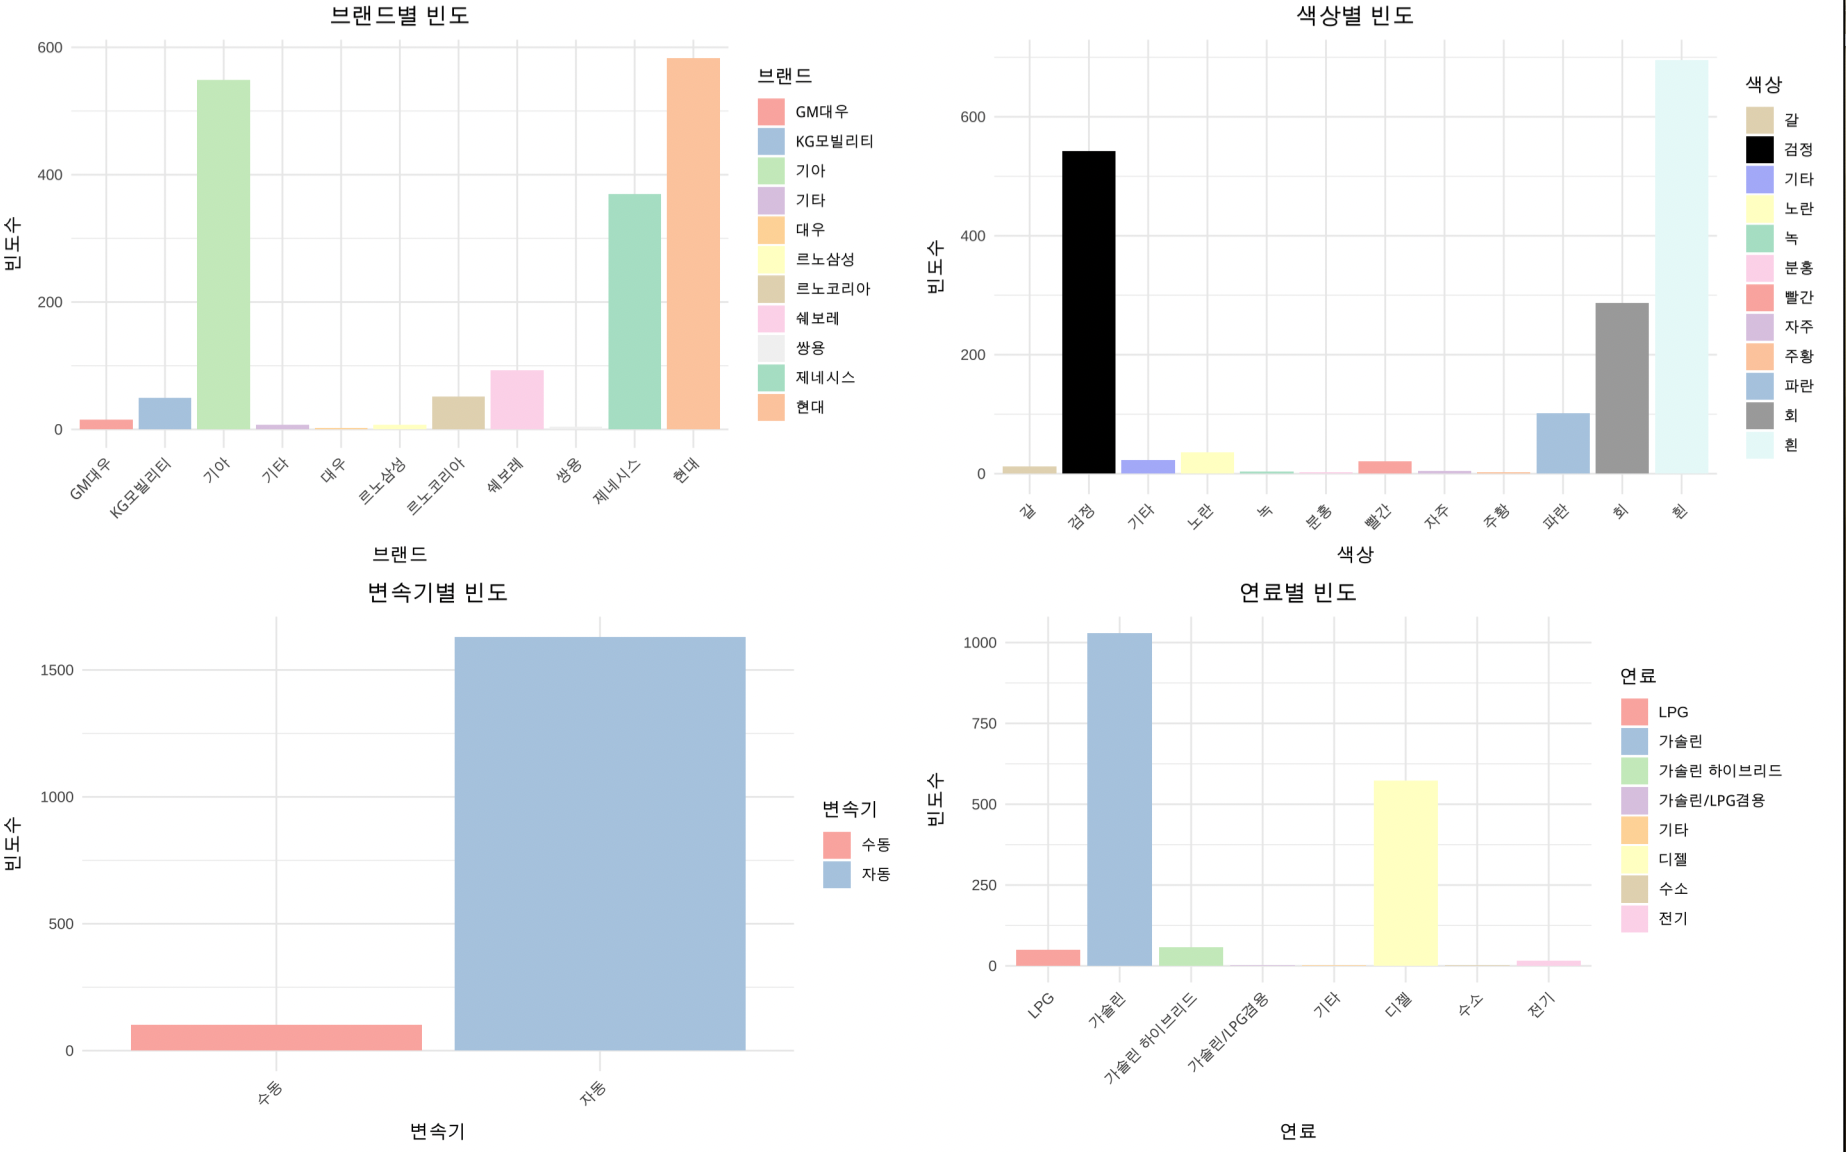 브랜드별 빈도
600
400
200
0
빈도수
GM대우
KG모빌리티
기아
기타
대우
르노삼성
르노코리아
쉐보레
쌍용
제네시스
현대
브랜드
브랜드
GM대우
KG모빌리티
기아
기타
대우
르노삼성
르노코리아
쉐보레
쌍용
제네시스
현대
색상별 빈도
600
400
200
0
빈도수
갈
검정
기타
노란
녹
분홍
빨간
자주
주황
파란
회
흰
색상
색상
갈
검정
기타
노란
녹
분홍
빨간
자주
주황
파란
회
흰
변속기별 빈도
1500
1000
500
0
빈도수
수동
자동
변속기
변속기
수동
자동
연료별 빈도
1000
750
500
250
0
빈도수
LPG
가솔린
가솔린 하이브리드
가솔린/LPG겸용
기타
디젤
수소
전기
연료
연료
LPG
가솔린
가솔린 하이브리드
가솔린/LPG겸용
기타
디젤
수소
전기